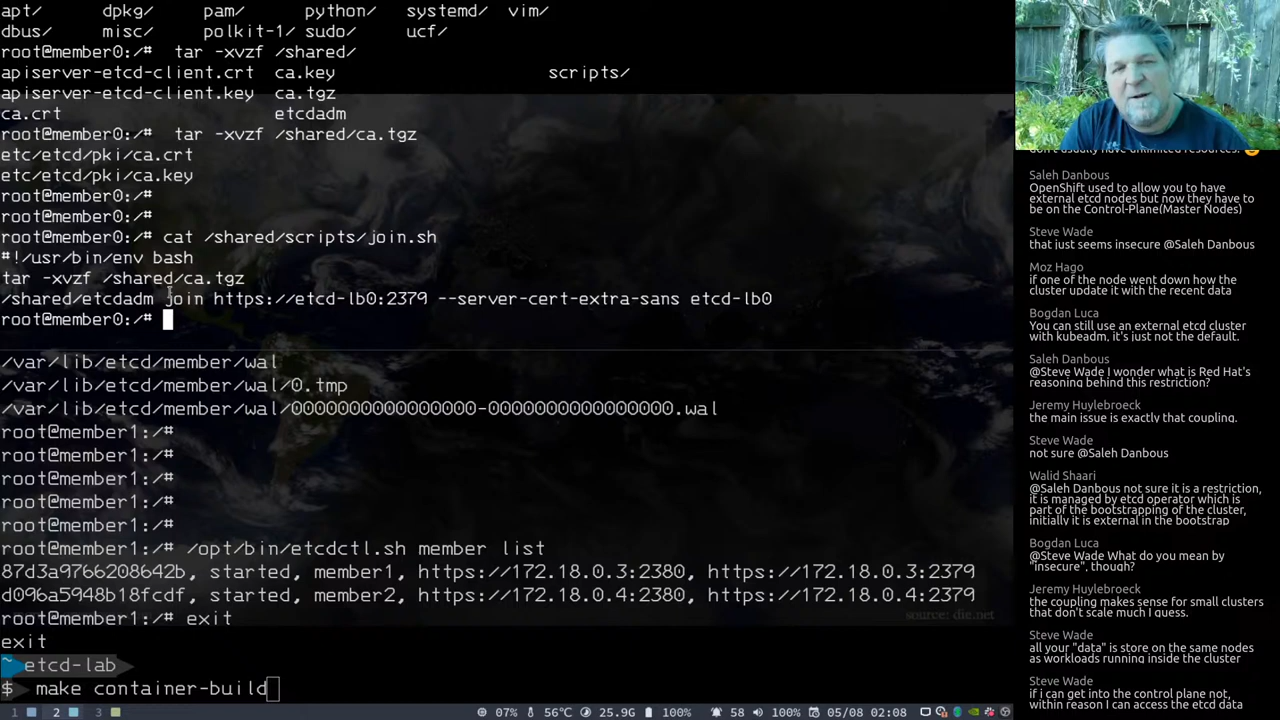 apt/      dpkg/     pam/         python/   systemd/  vim/
dbus/     misc/     polkit-1/    sudo/     ucf/
root@member0:/#  tar -xvzf /shared/
apiserver-etcd-client.crt  ca.key                    scripts/
apiserver-etcd-client.key  ca.tgz
ca.crt                     etcdadm
root@member0:/#  tar -xvzf /shared/ca.tgz
etc/etcd/pki/ca.crt
etc/etcd/pki/ca.key
root@member0:/#
root@member0:/#
root@member0:/# cat /shared/scripts/join.sh
#!/usr/bin/env bash
tar -xvzf /shared/ca.tgz
/shared/etcdadm join https://etcd-lb0:2379 --server-cert-extra-sans etcd-lb0
root@member0:/#
/var/lib/etcd/member/wal
/var/lib/etcd/member/wal/0.tmp
/var/lib/etcd/member/wal/0000000000000000-0000000000000000.wal
root@member1:/#
root@member1:/#
root@member1:/#
root@member1:/#
root@member1:/#
root@member1:/# /opt/bin/etcdctl.sh member list
87d3a9766208642b, started, member1, https://172.18.0.3:2380, https://172.18.0.3:2379
d096a5948b18fcdf, started, member2, https://172.18.0.4:2380, https://172.18.0.4:2379
root@member1:/# exit
source: die.net
exit
~ etcd-lab
$ make container-build
1 2 3 07% 56℃ 25.9G 100% 58 100% 05/08 02:08
don't usually have unlimited resources.
Saleh Danbous
OpenShift used to allow you to have
external etcd nodes but now they have to
be on the Control-Plane(Master Nodes)
Steve Wade
that just seems insecure @Saleh Danbous
Moz Hago
if one of the node went down how the
cluster update it with the recent data
Bogdan Luca
You can still use an external etcd cluster
with kubeadm, it's just not the default.
Saleh Danbous
@Steve Wade I wonder what is Red Hat's
reasoning behind this restriction?
Jeremy Huylebroeck
the main issue is exactly that coupling.
Steve Wade
not sure @Saleh Danbous
Walid Shaari
@Saleh Danbous not sure it is a restriction,
it is managed by etcd operator which is
part of the bootstrapping of the cluster,
initially it is external in the bootstrap
Bogdan Luca
@Steve Wade What do you mean by
"insecure", though?
Jeremy Huylebroeck
the coupling makes sense for small clusters
that don't scale much I guess.
Steve Wade
all your "data" is store on the same nodes
as workloads running inside the cluster
Steve Wade
if i can get into the control plane not,
within reason I can access the etcd data